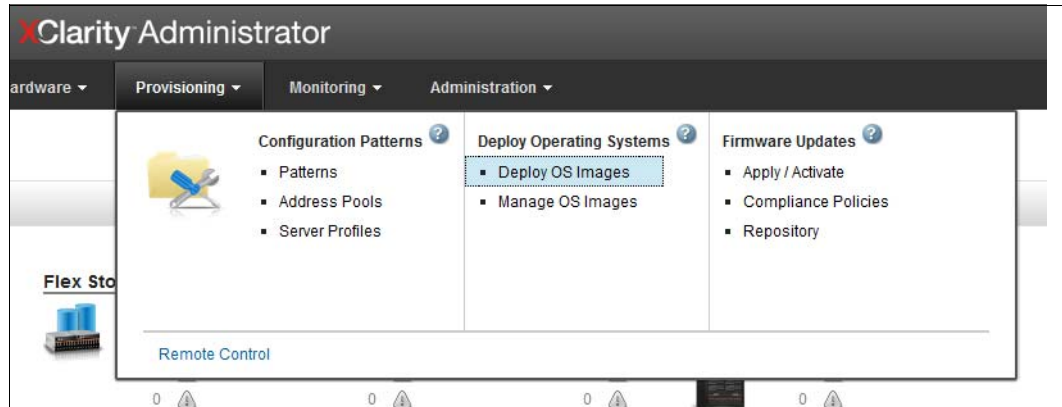 XClarity Administrator
ardware Provisioning Monitoring Administration
Configuration Patterns ?
Patterns
Address Pools
Server Profiles
Deploy Operating Systems ?
Deploy OS Images
Manage OS Images
Firmware Updates ?
Apply / Activate
Compliance Policies
Repository
Flex Sto
Remote Control
0 0 0 0